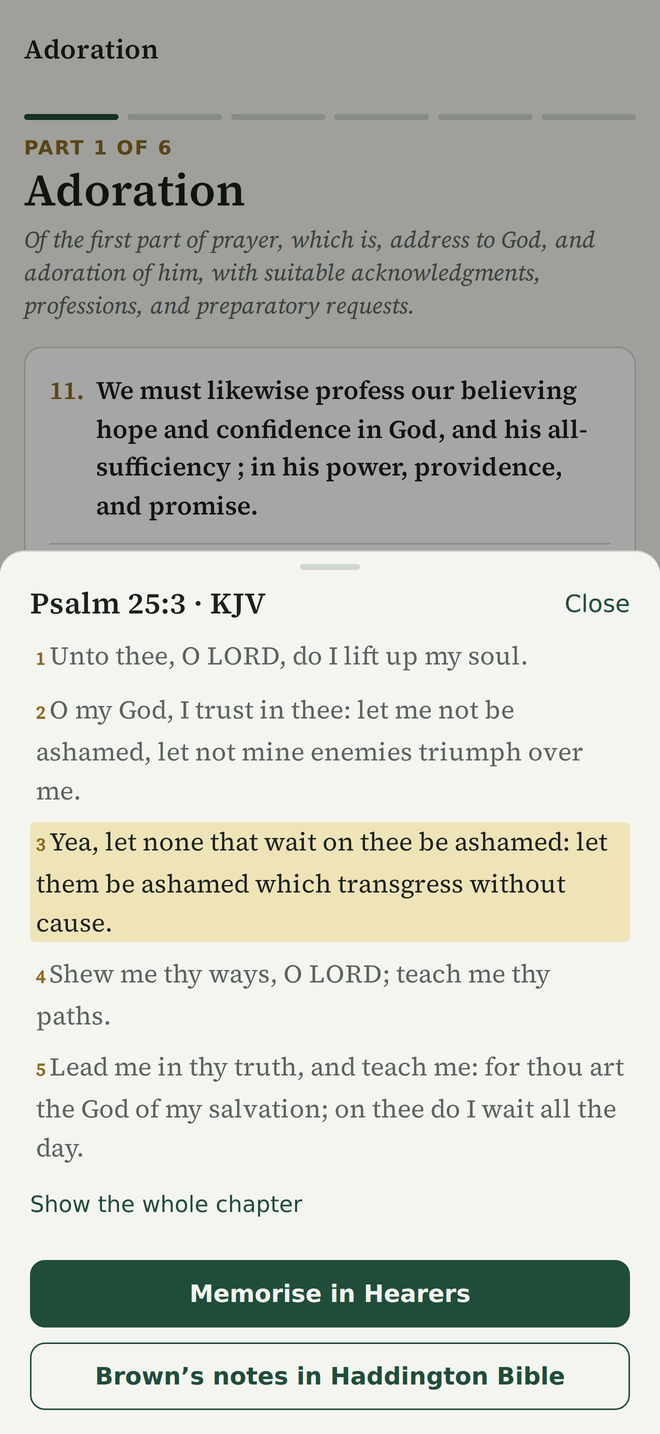 Adoration
PART 1 OF 6
Adoration
Of the first part of prayer, which is, address to God, and
adoration of him, with suitable acknowledgments,
professions, and preparatory requests.
11. We must likewise profess our believing
hope and confidence in God, and his all-
sufficiency ; in his power, providence,
and promise.
Psalm 25:3 · KJV
Close
1 Unto thee, O LORD, do I lift up my soul.
2 O my God, I trust in thee: let me not be
ashamed, let not mine enemies triumph over
me.
3 Yea, let none that wait on thee be ashamed: let
them be ashamed which transgress without
cause.
4 Shew me thy ways, O LORD; teach me thy
paths.
5 Lead me in thy truth, and teach me: for thou art
the God of my salvation; on thee do I wait all the
day.
Show the whole chapter
Memorise in Hearers
Brown’s notes in Haddington Bible